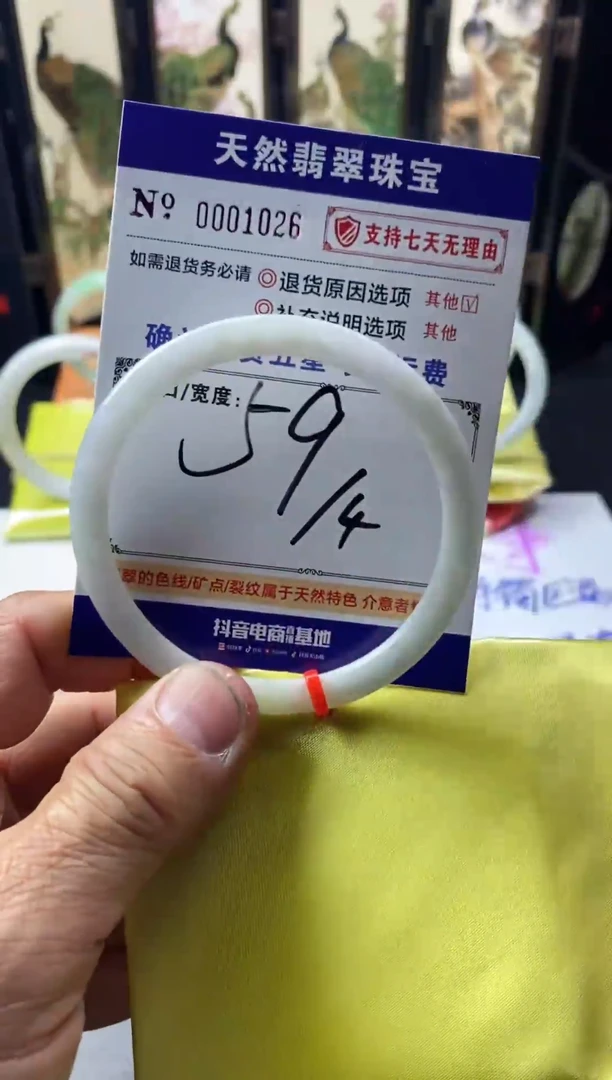 天然翡翠珠宝
Nº 0001026 支持七天无理由
如需退货务必请 ◎退货原因选项 其他☑
◎补充说明选项 其他
/宽度:
59/4
翠的色线/矿点/裂纹属于天然特色 介意者
抖音电商直播基地